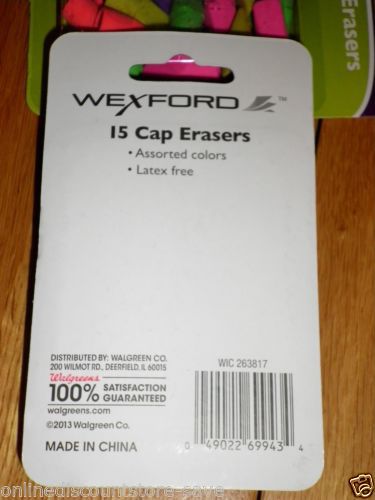 Erasers
WEXFORD™
15 Cap Erasers
• Assorted colors
• Latex free
DISTRIBUTED BY: WALGREEN CO.
200 WILMOT RD., DEERFIELD, IL 60015
Walgreens
100% SATISFACTION GUARANTEED
walgreens.com
©2013 Walgreen Co.
MADE IN CHINA
WIC 263817
0 49022 69943 4
onlinediscountstore-save